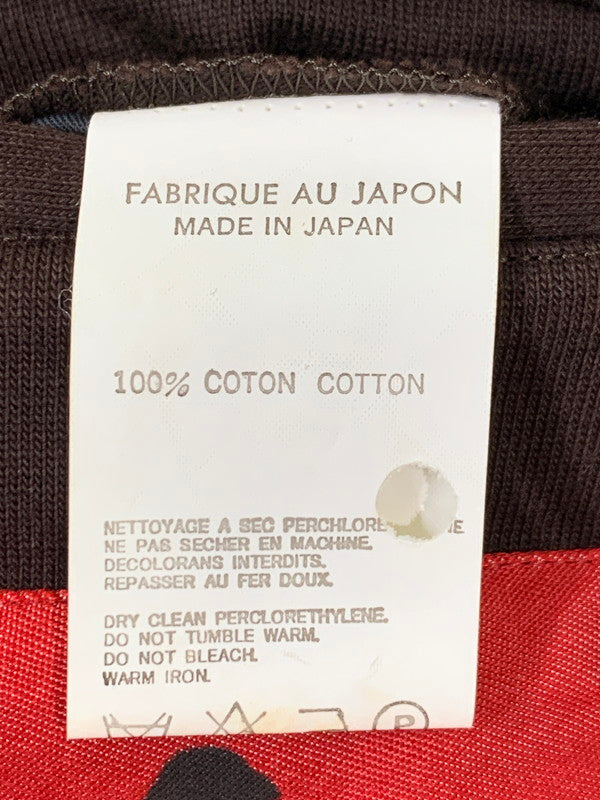 FABRIQUE AU JAPON
MADE IN JAPAN
100% COTON COTTON
NETTOYAGE A SEC
NE PAS SECHER EN MACHINE.
DECOLORANS INTERDITS.
REPASSER AU FER DOUX.
DRY CLEAN PERCLORETHYLENE.
DO NOT TUMBLE WARM.
DO NOT BLEACH.
WARM IRON.
P